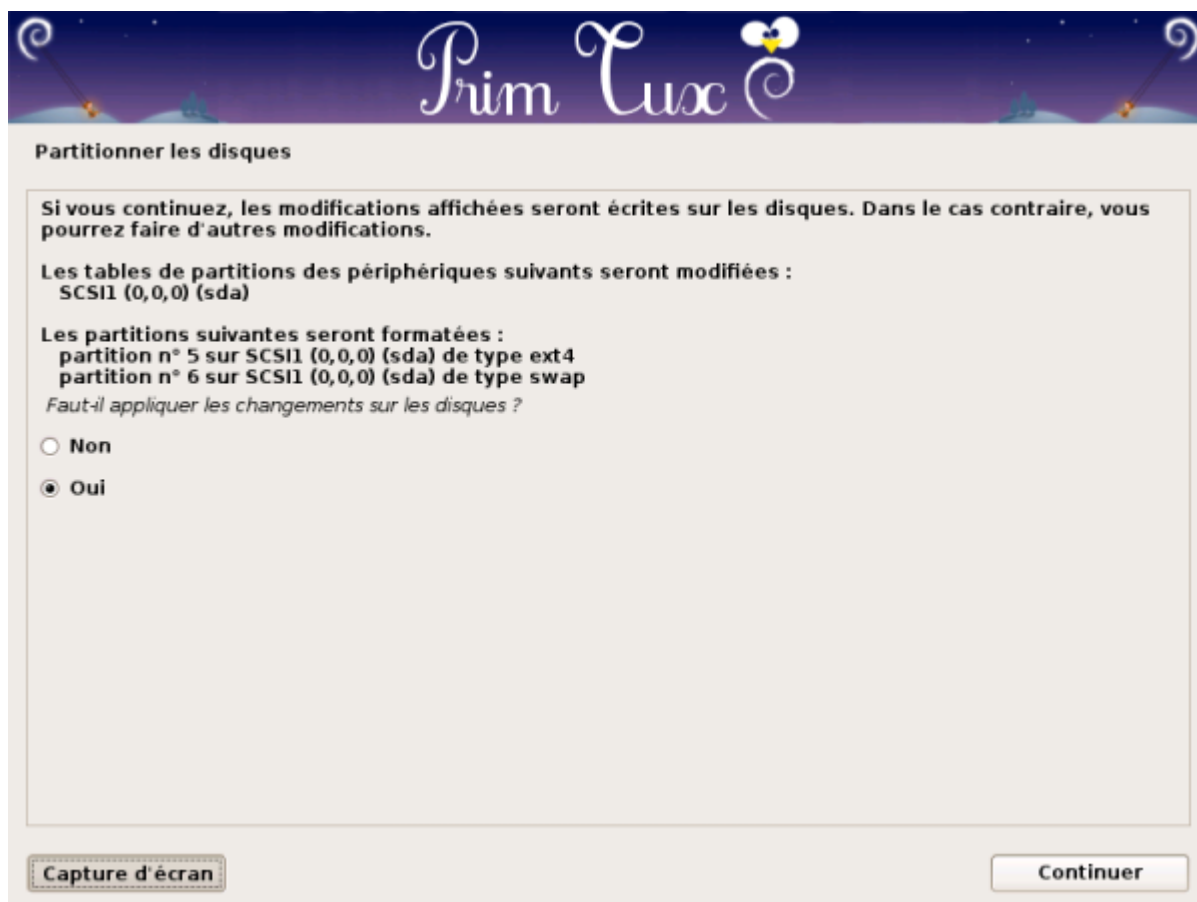 Prim Tux
Partitionner les disques
Si vous continuez, les modifications affichées seront écrites sur les disques. Dans le cas contraire, vous
pourrez faire d'autres modifications.
Les tables de partitions des périphériques suivants seront modifiées :
SCSI1 (0,0,0) (sda)
Les partitions suivantes seront formatées :
partition n° 5 sur SCSI1 (0,0,0) (sda) de type ext4
partition n° 6 sur SCSI1 (0,0,0) (sda) de type swap
Faut-il appliquer les changements sur les disques ?
Non
Oui
Capture d'écran
Continuer